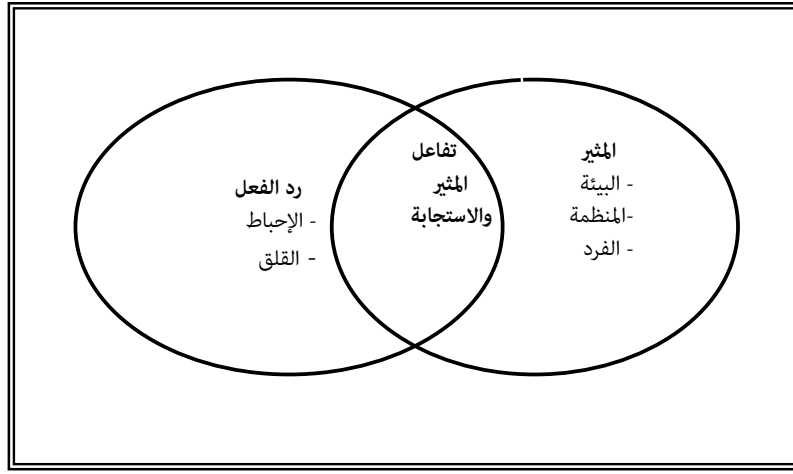 المثير
- البيئة
-المنظمة
- الفرد
تفاعل
المثير
والاستجابة
رد الفعل
- الإحباط
- القلق